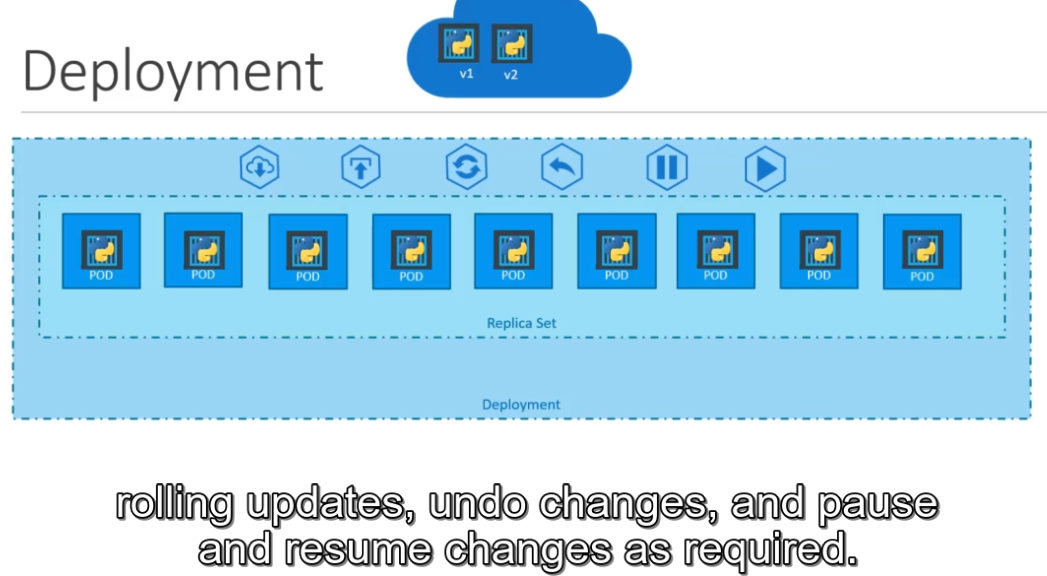 Deployment
v1 v2
POD POD POD POD POD POD POD POD POD
Replica Set
Deployment
rolling updates, undo changes, and pause
and resume changes as required.